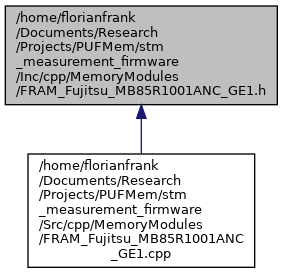 /home/florianfrank
/Documents/Research
/Projects/PUFMem/stm
_measurement_firmware
/Inc/cpp/MemoryModules
/FRAM_Fujitsu_MB85R1001ANC_GE1.h
/home/florianfrank
/Documents/Research
/Projects/PUFMem/stm
_measurement_firmware
/Src/cpp/MemoryModules
/FRAM_Fujitsu_MB85R1001ANC
_GE1.cpp